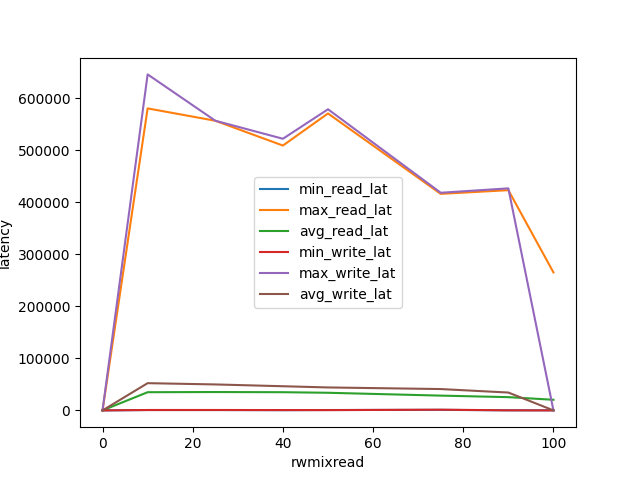 latency
600000
500000
400000
300000
200000
100000
0
min_read_lat
max_read_lat
avg_read_lat
min_write_lat
max_write_lat
avg_write_lat
0 20 40 60 80 100
rwmixread